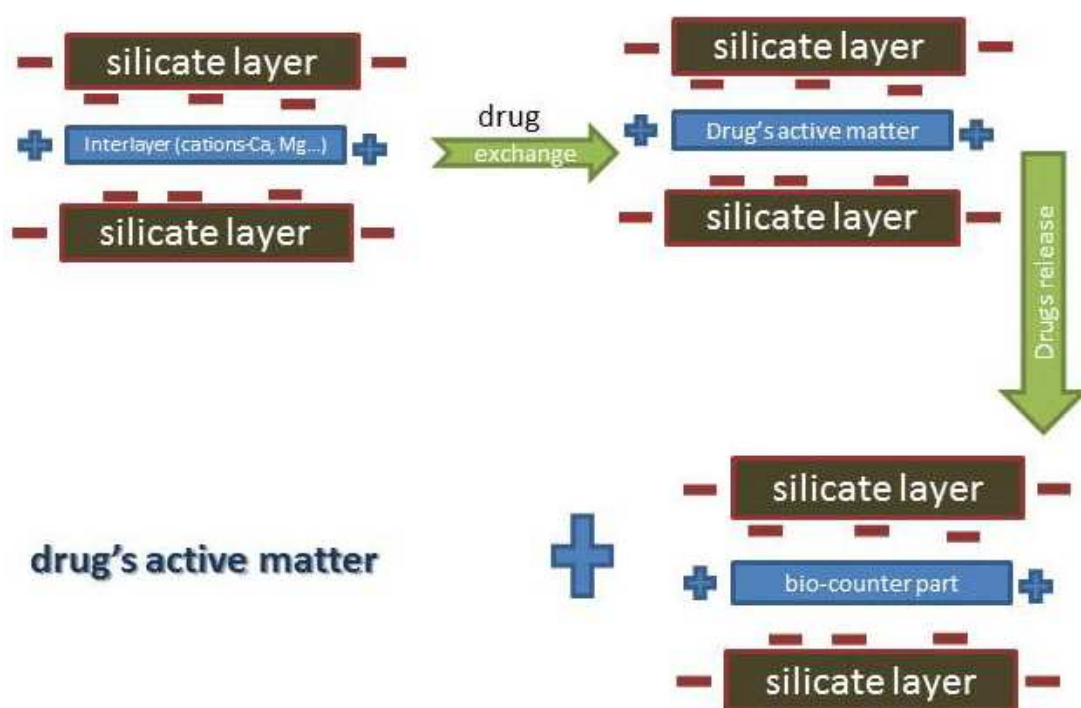 silicate layer
Interlayer (cations-Ca, Mg...)
silicate layer
drug
exchange
silicate layer
Drug's active matter
silicate layer
Drugs release
drug's active matter
silicate layer
bio-counter part
silicate layer